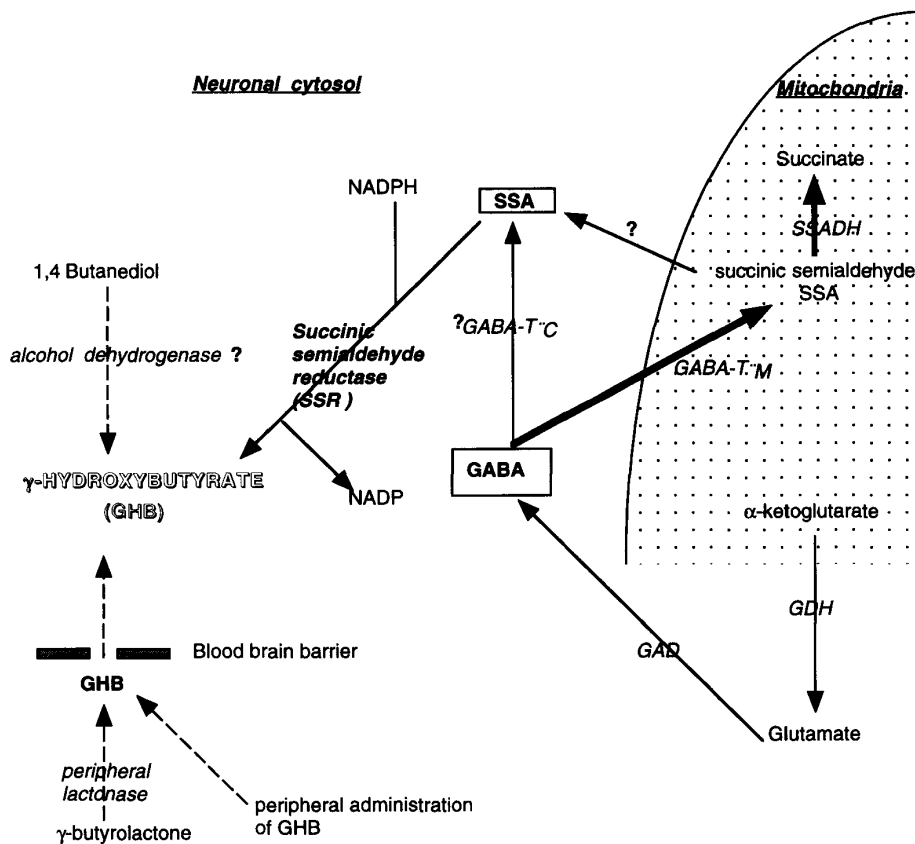 Neuronal cytosol
Mitochondria
Succinate
NADPH
SSA
SSADH
?
succinic semialdehyde
SSA
1,4 Butanediol
?GABA-T¨C
alcohol dehydrogenase ?
Succinic
semialdehyde
reductase
(SSR )
GABA-T.¨M
γ-HYDROXYBUTYRATE
(GHB)
NADP
GABA
α-ketoglutarate
GDH
Blood brain barrier
GAD
GHB
Glutamate
peripheral
lactonase
γ-butyrolactone
peripheral administration
of GHB